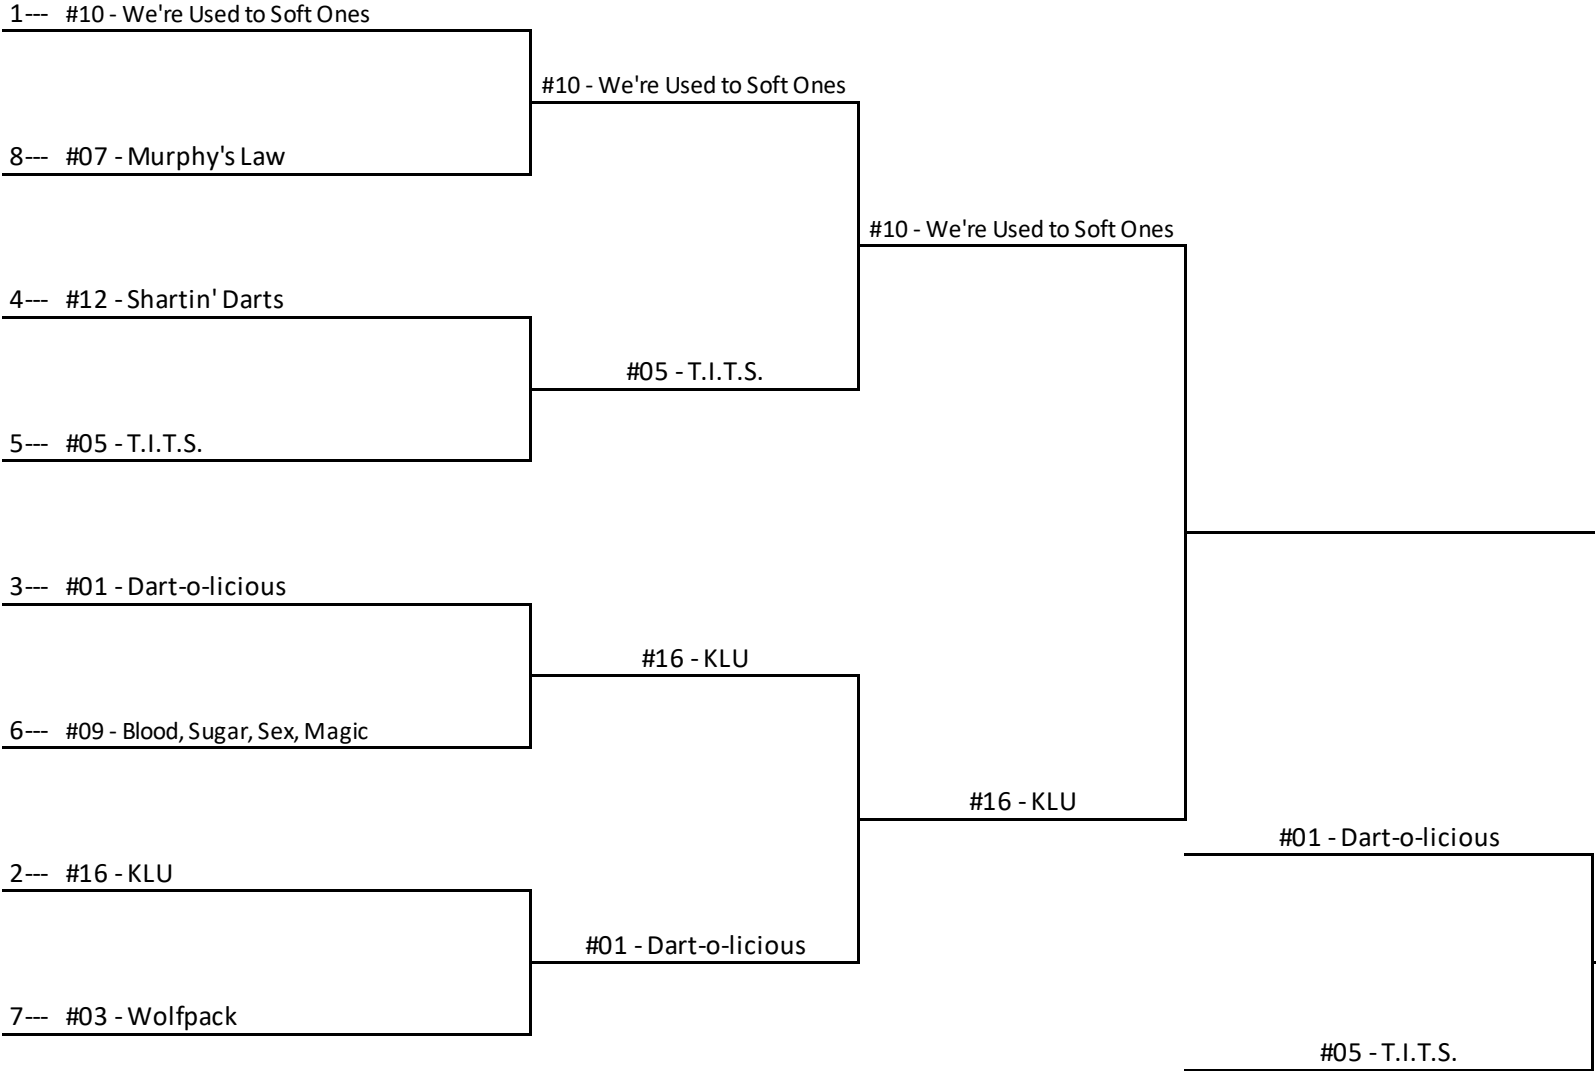 1--- #10 - We're Used to Soft Ones
#10 - We're Used to Soft Ones
8--- #07 - Murphy's Law
#10 - We're Used to Soft Ones
4--- #12 - Shartin' Darts
#05 - T.I.T.S.
5--- #05 - T.I.T.S.
3--- #01 - Dart-o-licious
#16 - KLU
6--- #09 - Blood, Sugar, Sex, Magic
#16 - KLU
#01 - Dart-o-licious
2--- #16 - KLU
#01 - Dart-o-licious
7--- #03 - Wolfpack
#05 - T.I.T.S.